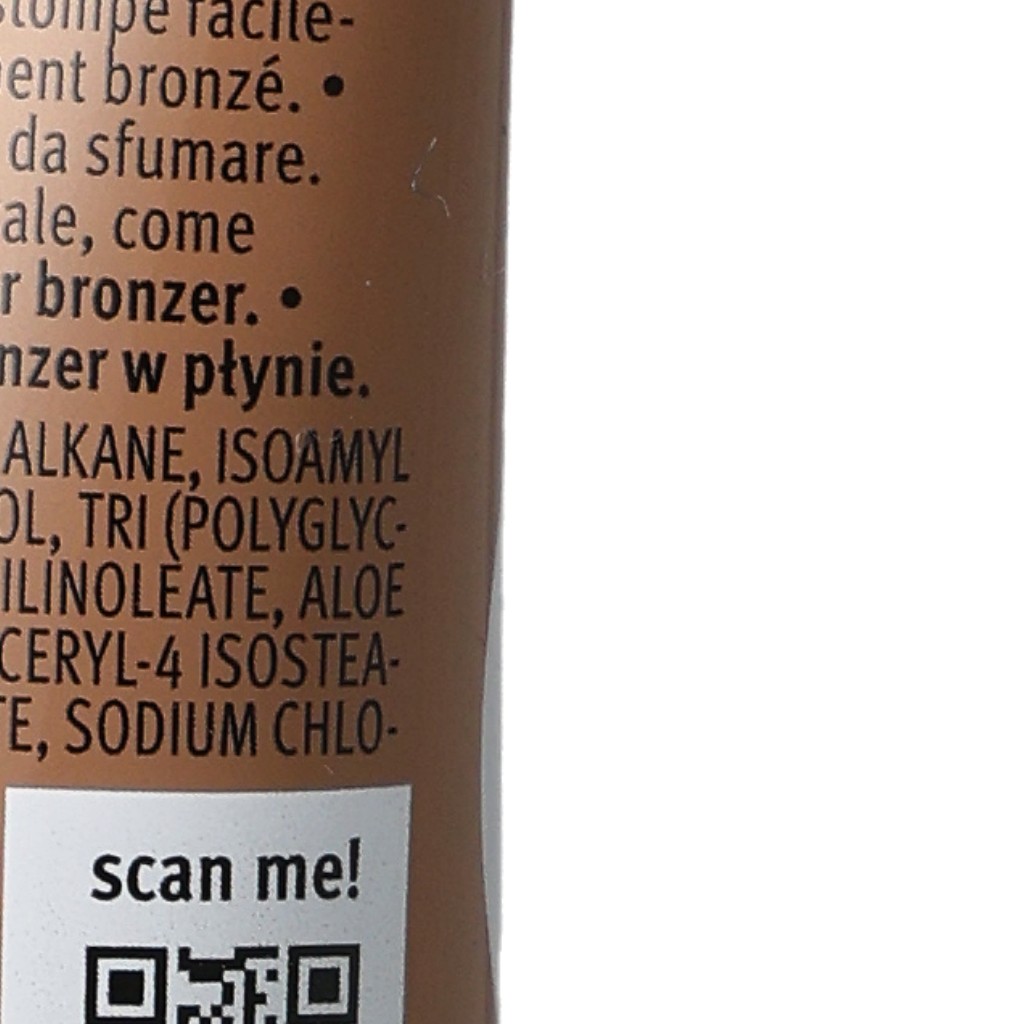 stompe facile-
ent bronzé. •
da sfumare.
ale, come
r bronzer. •
nzer w płynie.
ALKANE, ISOAMYL
OL, TRI (POLYGLYC-
ILINOLEATE, ALOE
CERYL-4 ISOSTEA-
TE, SODIUM CHLO-
scan me!